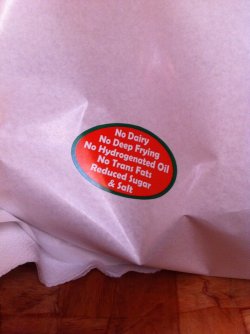 No Dairy
No Deep Frying
No Hydrogenated Oil
No Trans Fats
Reduced Sugar
& Salt